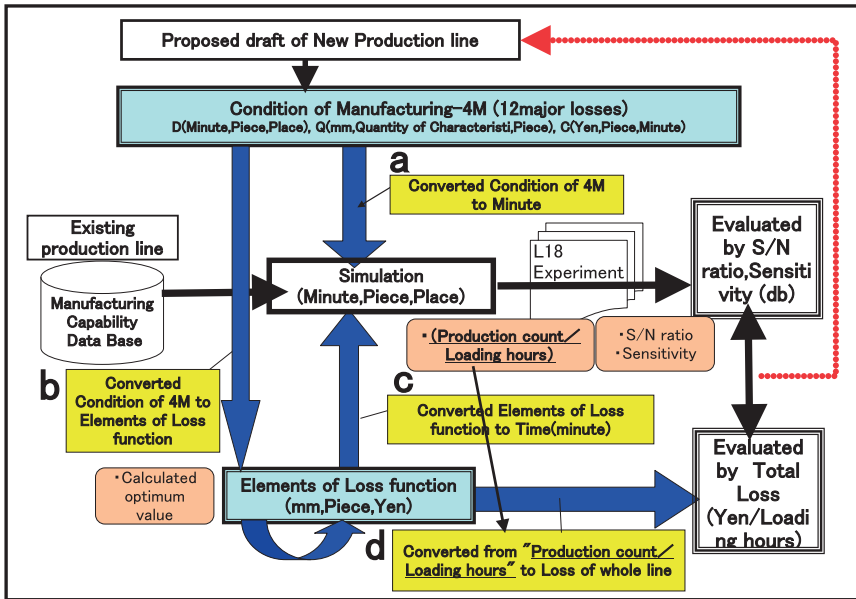 Proposed draft of New Production line
Condition of Manufacturing-4M (12major losses)
D(Minute,Piece,Place), Q(mm,Quantity of Characteristi,Piece), C(Yen,Piece,Minute)
a
Converted Condition of 4M
to Minute
Existing
production line
Manufacturing
Capability
Data Base
Simulation
(Minute,Piece,Place)
L18
Experiment
Evaluated
by S/N
ratio,Sensiti
vity (db)
・(Production count/
Loading hours)
・S/N ratio
・Sensitivity
b
Converted
Condition of 4M to
Elements of Loss
function
c
Converted Elements of Loss
function to Time(minute)
・Calculated
optimum
value
Elements of Loss function
(mm,Piece,Yen)
Evaluated
by Total
Loss
(Yen/Loadi
ng hours)
d
Converted from "Production count/
Loading hours" to Loss of whole line